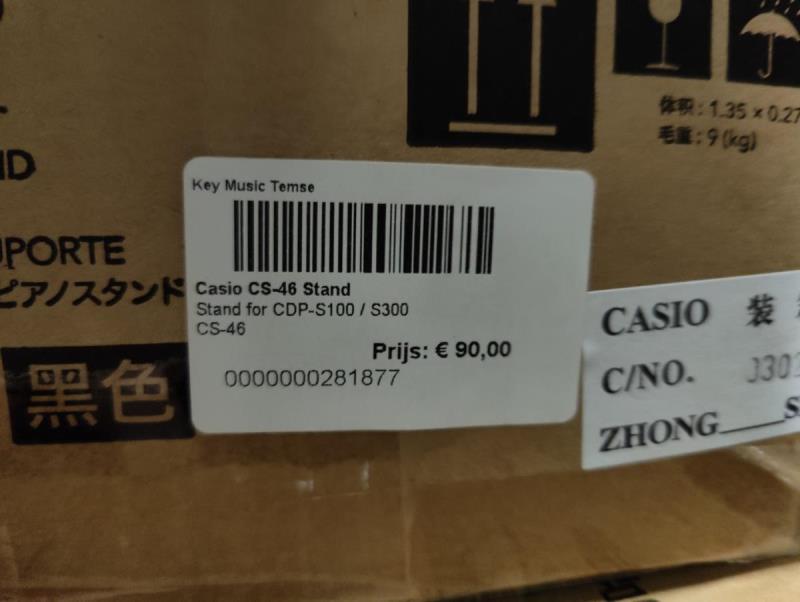 体积:1.35×0.27
毛重:9(kg)
Key Music Temse
Casio CS-46 Stand
Stand for CDP-S100 / S300
CS-46
Prijs: € 90,00
0000000281877
ピアノスタンド
黑色
CASIO 装
C/NO.
ZHONG